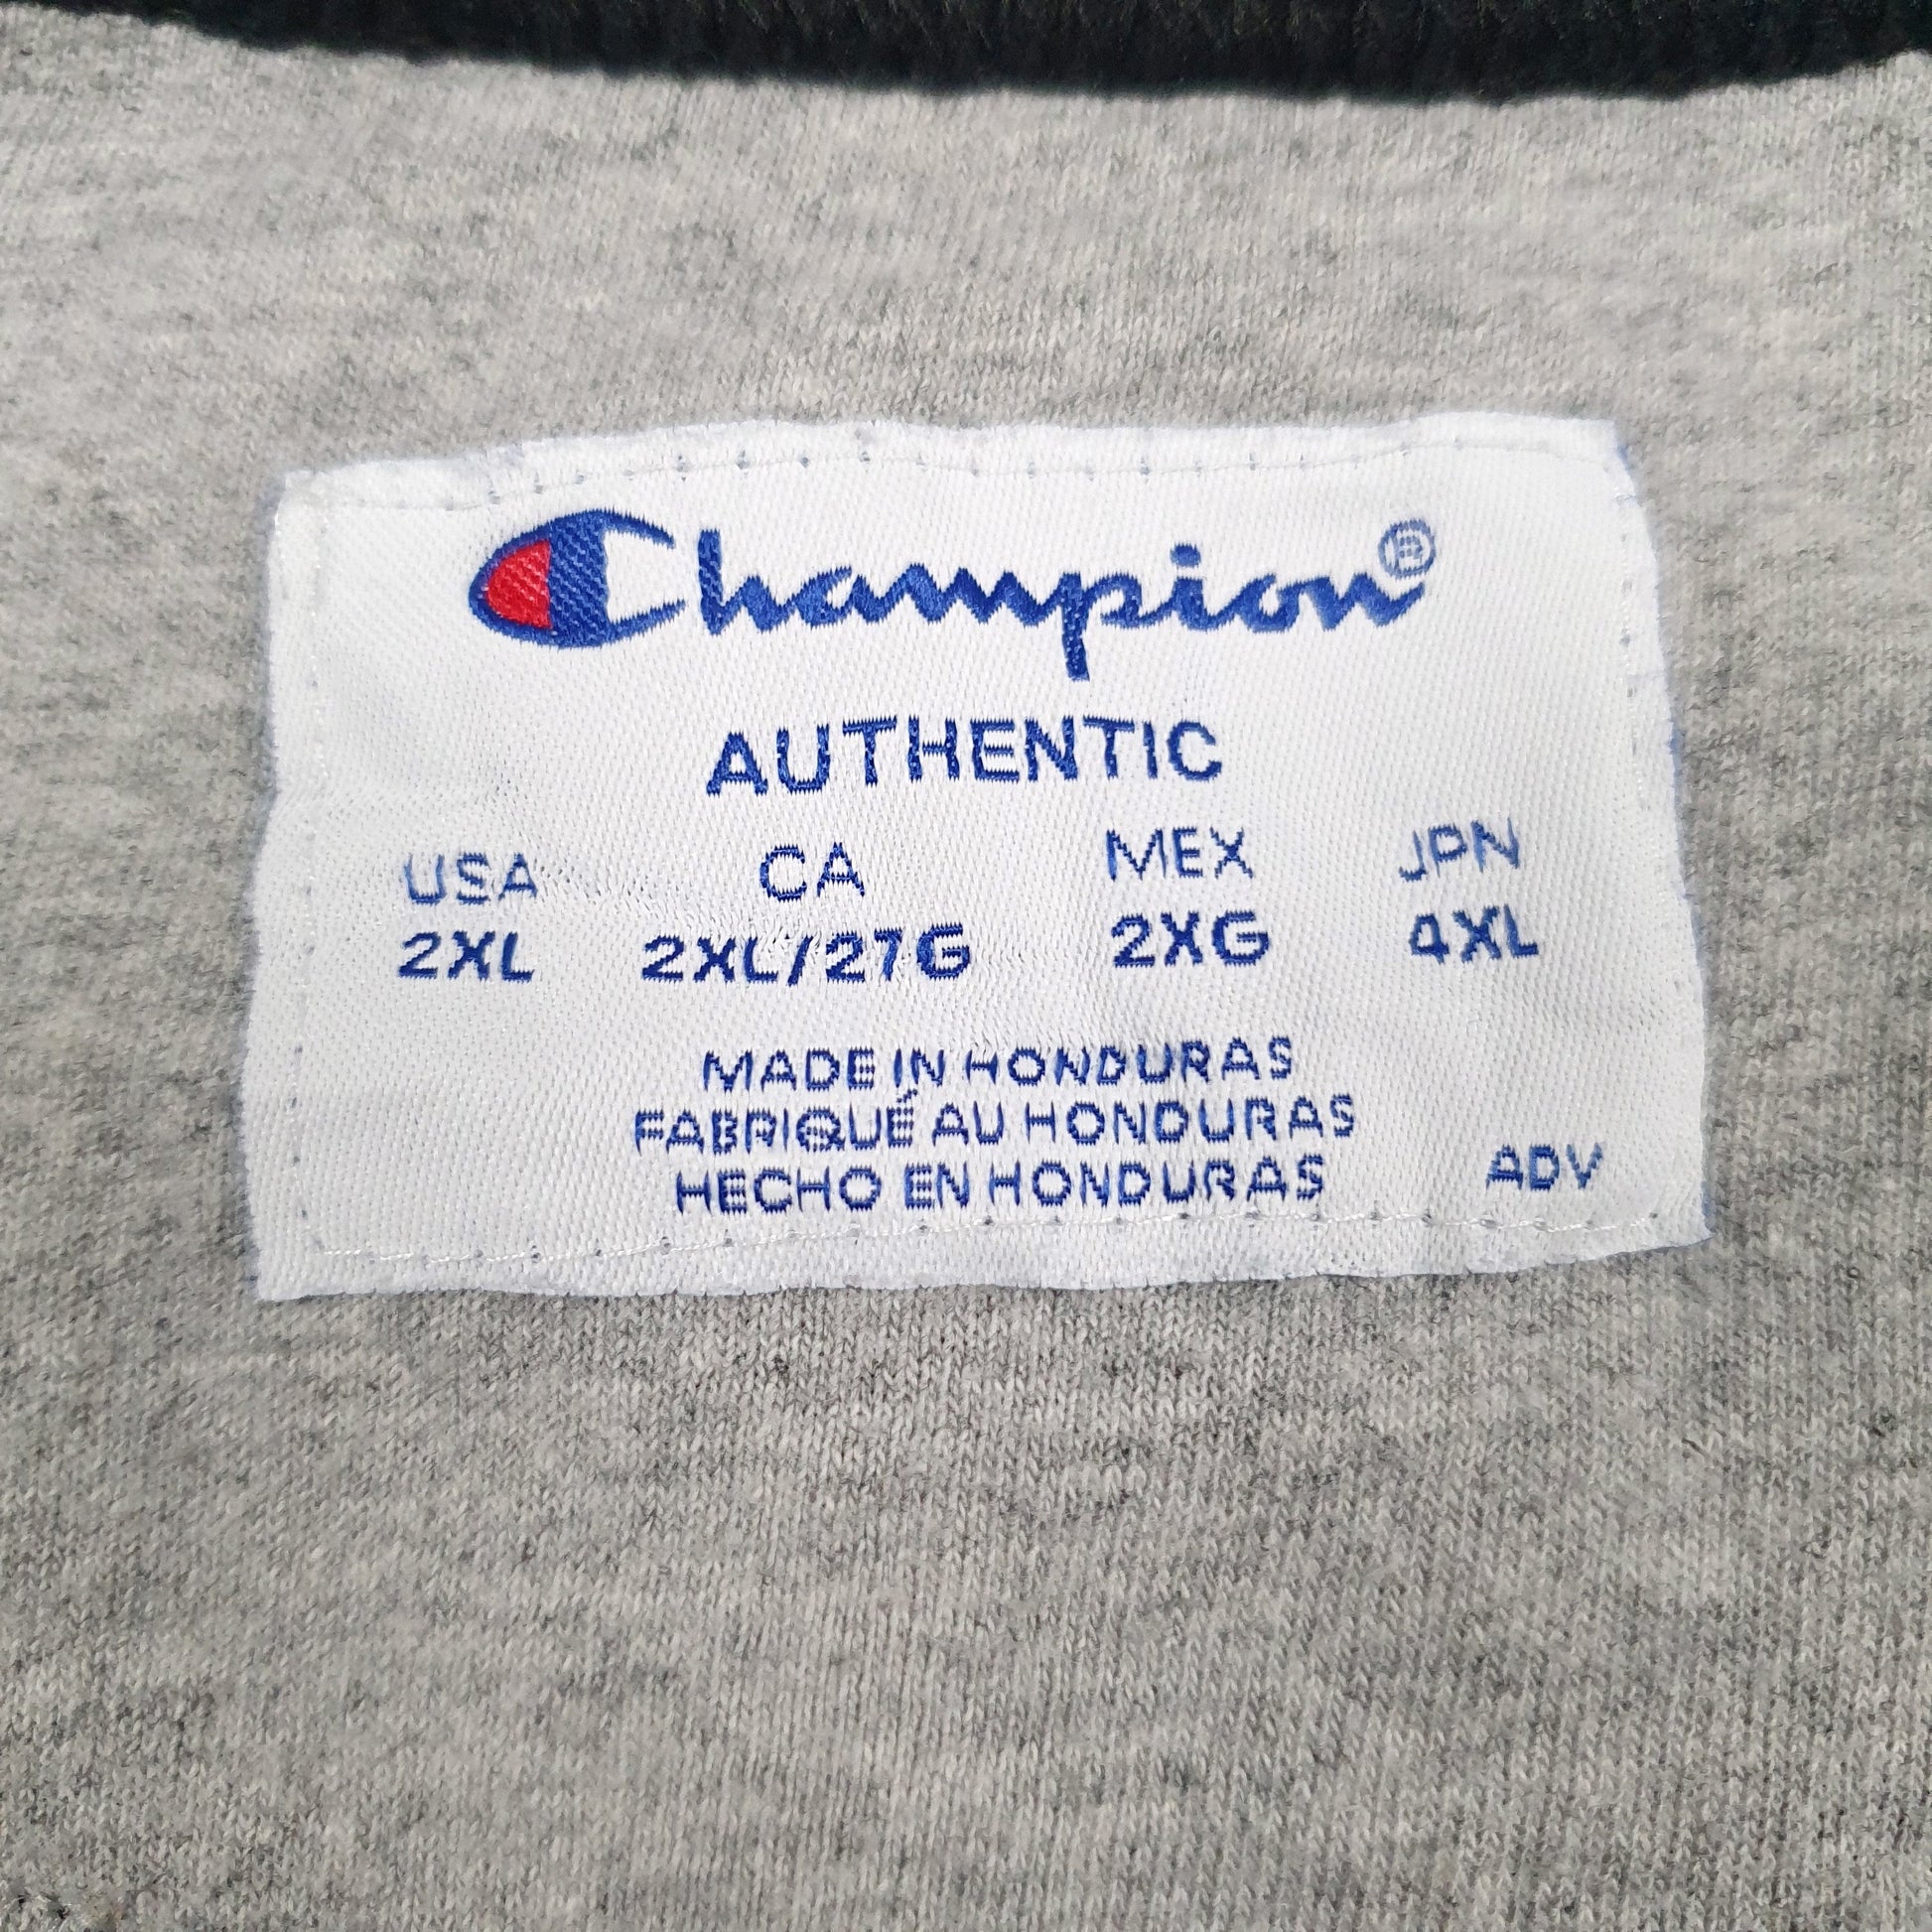 Champion®
AUTHENTIC
USA CA MEX JPN
2XL 2XL/2TG 2XG 4XL
MADE IN HONDURAS
FABRIQUÉ AU HONDURAS
HECHO EN HONDURAS
ADV